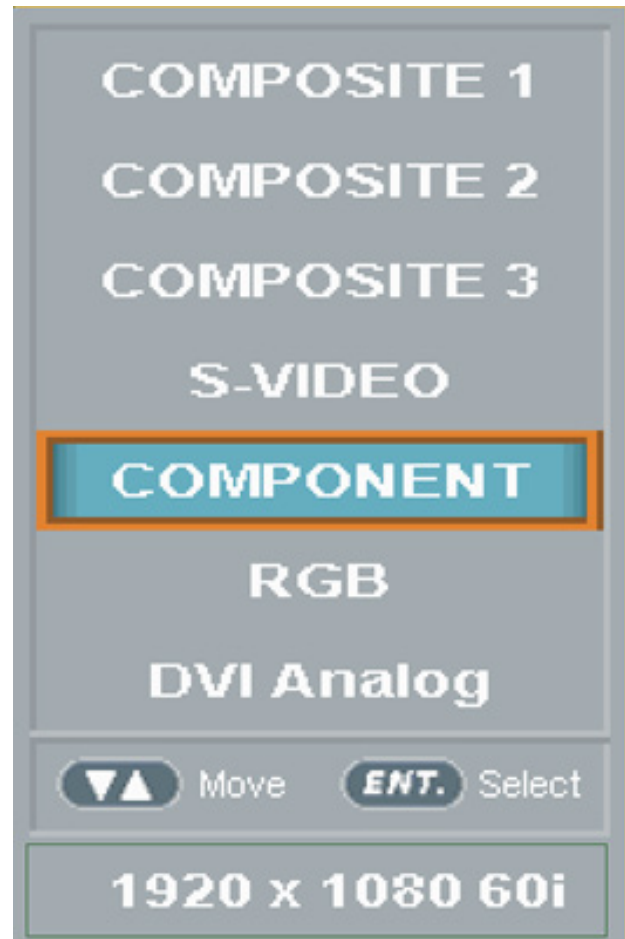 COMPOSITE 1
COMPOSITE 2
COMPOSITE 3
S-VIDEO
COMPONENT
RGB
DVI Analog
▼▲ Move ENT. Select
1920 x 1080 60i